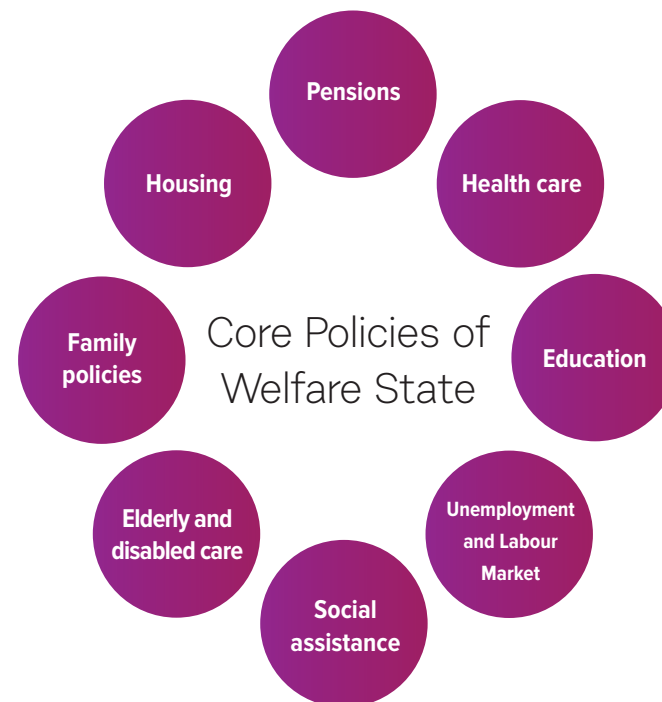 Pensions
Health care
Education
Unemployment
and Labour
Market
Social
assistance
Elderly and
disabled care
Family
policies
Housing
Core Policies of
Welfare State